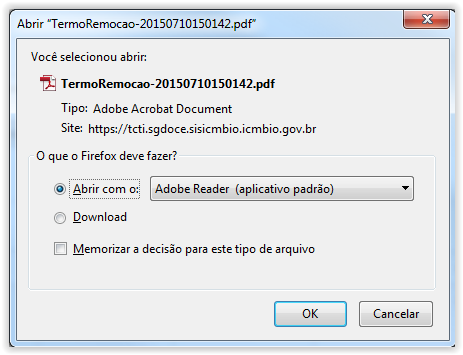 Abrir "TermoRemocao-20150710150142.pdf"
Você selecionou abrir:
TermoRemocao-20150710150142.pdf
Tipo: Adobe Acrobat Document
Site: https://tcti.sgdoce.sisicmbio.icmbio.gov.br
O que o Firefox deve fazer?
Abrir com o: Adobe Reader (aplicativo padrão)
Download
Memorizar a decisão para este tipo de arquivo
OK Cancelar